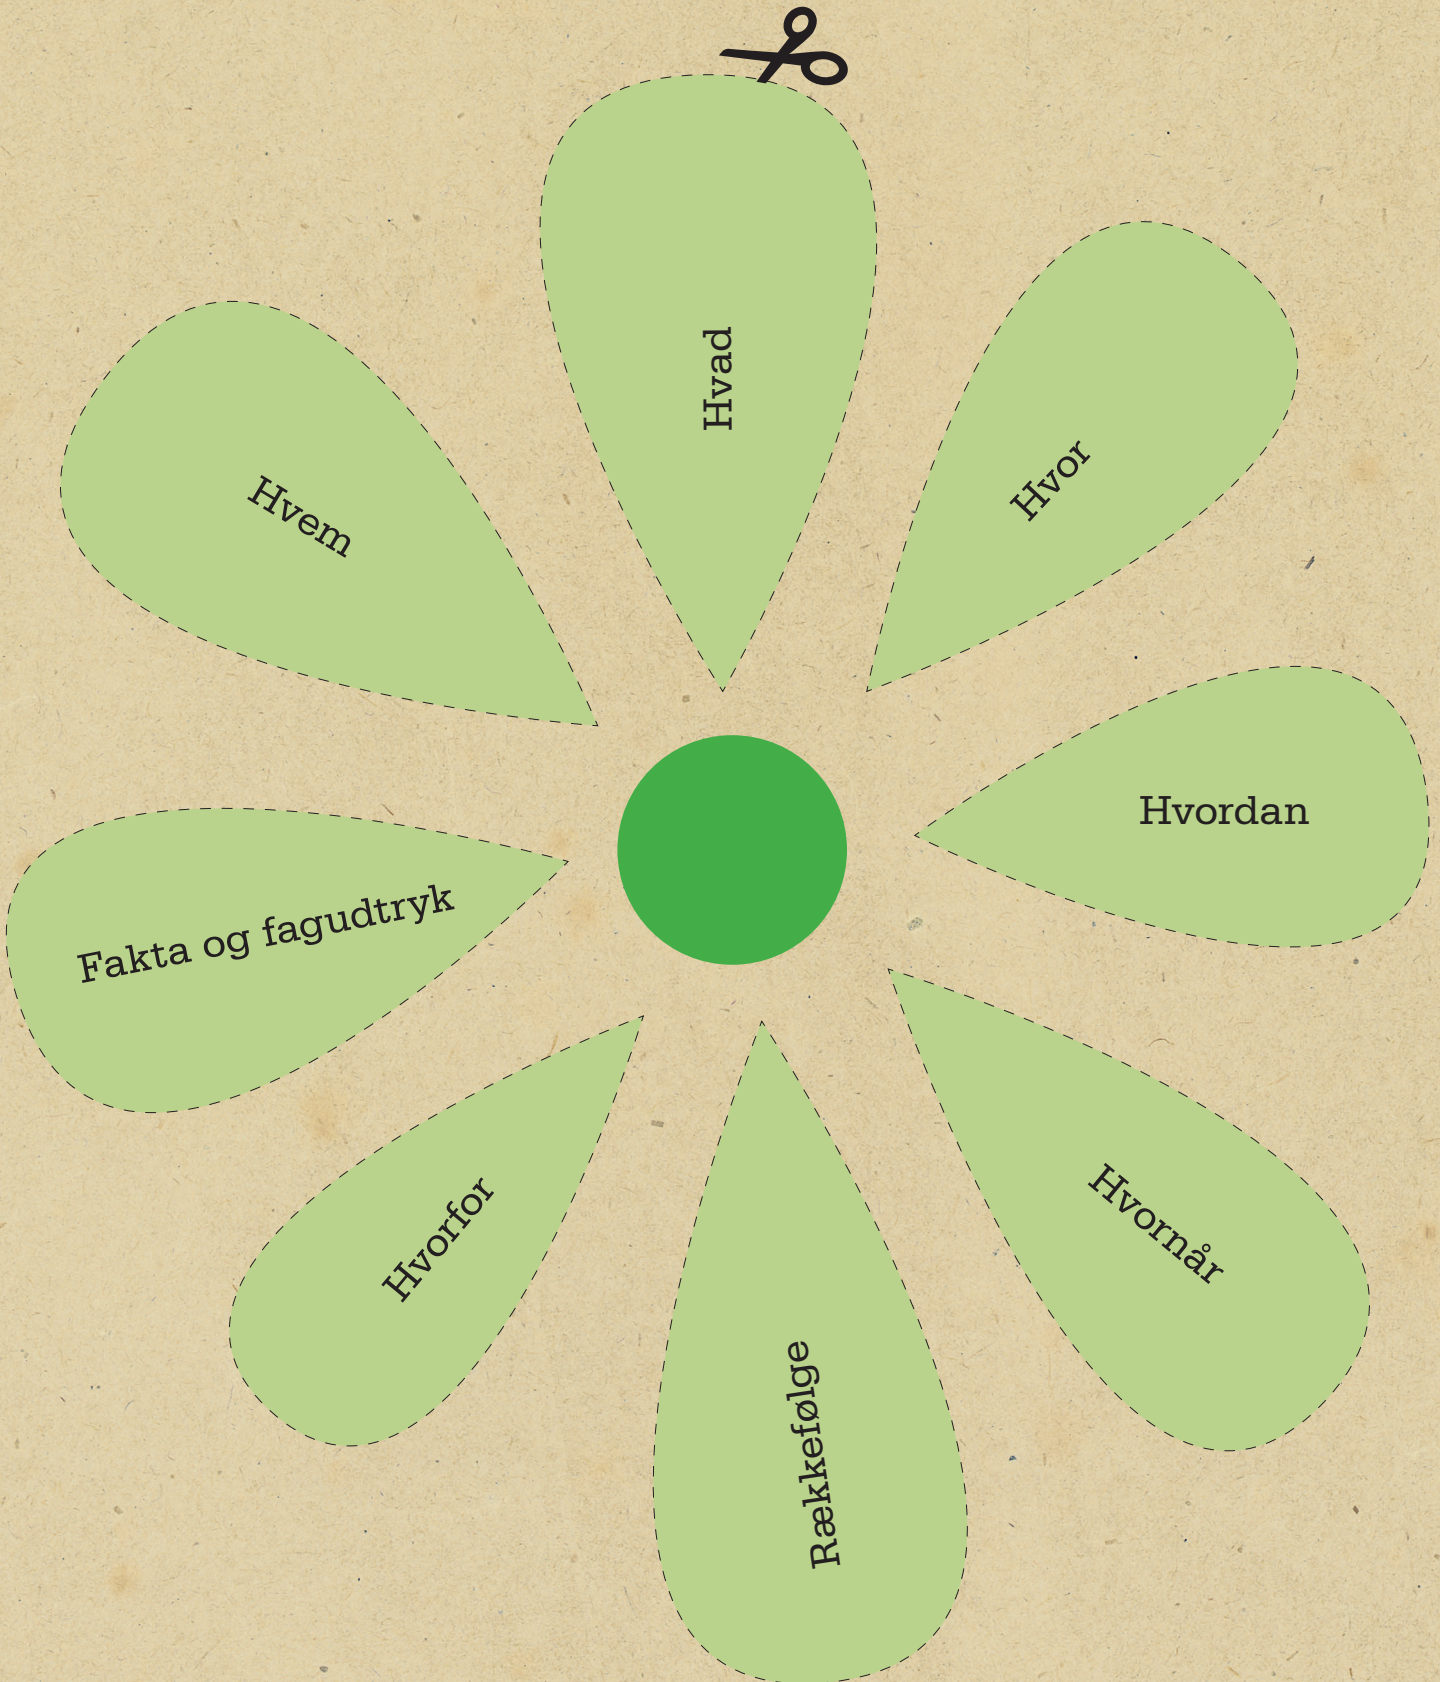 Hvad
Hvor
Hvem
Hvordan
Fakta og fagudtryk
Hvorfor
Hvornår
Rækkefølge